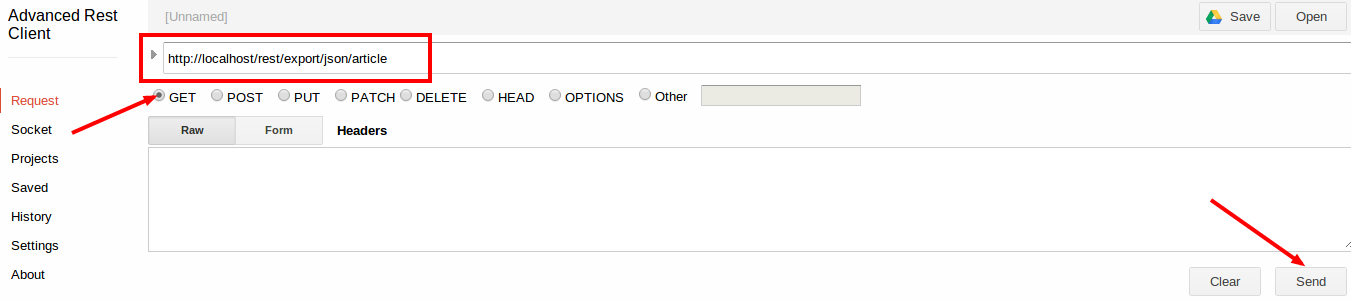 Advanced Rest
Client
[Unnamed]
Save
Open
http://localhost/rest/export/json/article
GET POST PUT PATCH DELETE HEAD OPTIONS Other
Raw Form Headers
Request
Socket
Projects
Saved
History
Settings
About
Clear
Send